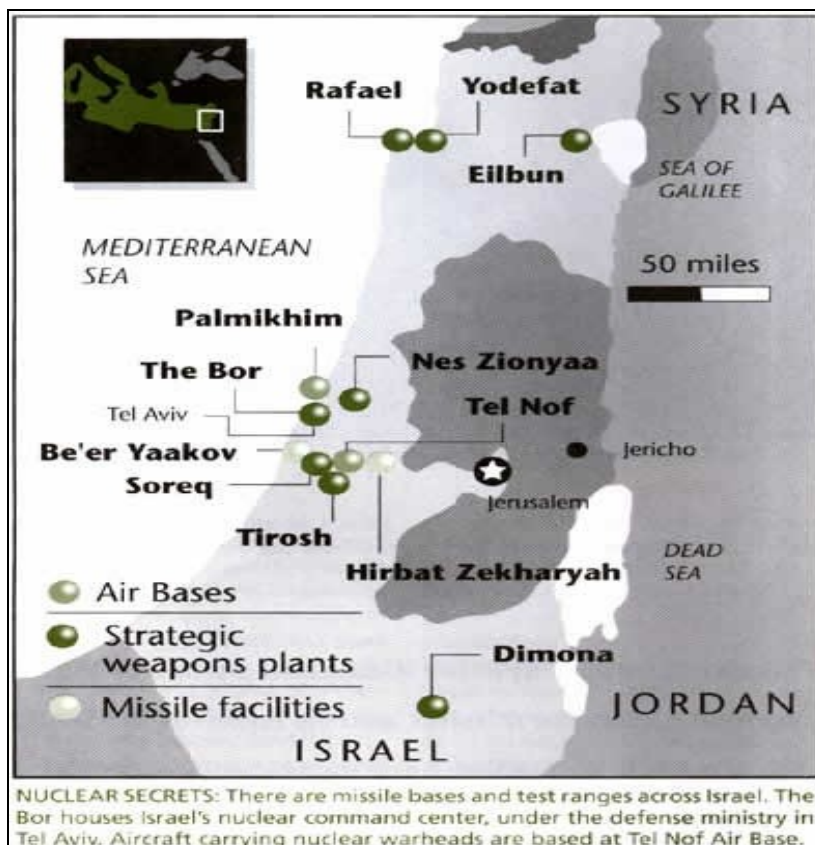 Rafael
Yodefat
SYRIA
Eilbun
SEA OF
GALILEE
MEDITERRANEAN
SEA
50 miles
Palmikhim
The Bor
Nes Zionyaa
Tel Aviv
Tel Nof
Be'er Yaakov
Jericho
Soreq
Jerusalem
Tirosh
DEAD
SEA
Hirbat Zekharyah
Air Bases
Strategic
weapons plants
Dimona
Missile facilities
JORDAN
ISRAEL
NUCLEAR SECRETS: There are missile bases and test ranges across Israel. The
Bor houses Israel's nuclear command center, under the defense ministry in
Tel Aviv. Aircraft carrying nuclear warheads are based at Tel Nof Air Base.